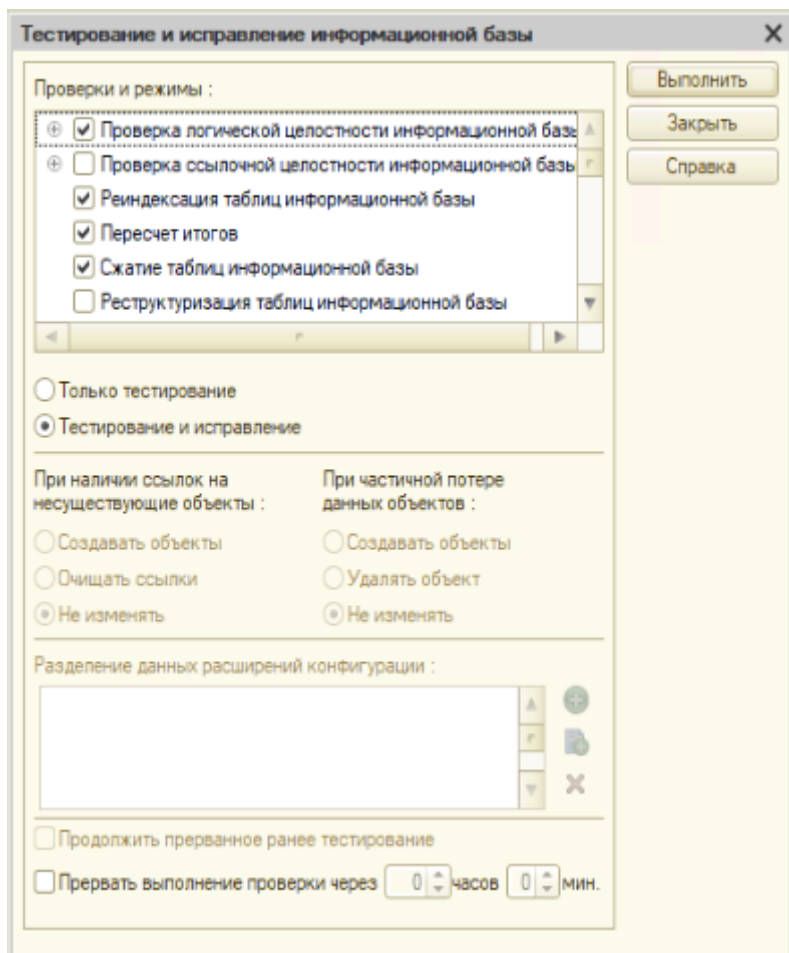 Тестирование и исправление информационной базы
Проверки и режимы :
Проверка логической целостности информационной базы
Проверка ссылочной целостности информационной базы
Реиндексация таблиц информационной базы
Пересчет итогов
Сжатие таблиц информационной базы
Реструктуризация таблиц информационной базы
Только тестирование
Тестирование и исправление
При наличии ссылок на
несуществующие объекты :
Создавать объекты
Очищать ссылки
Не изменять
При частичной потере
данных объектов :
Создавать объекты
Удалять объект
Не изменять
Разделение данных расширений конфигурации :
Продолжить прерванное ранее тестирование
Прервать выполнение проверки через 0 часов 0 мин.
Выполнить
Закрыть
Справка